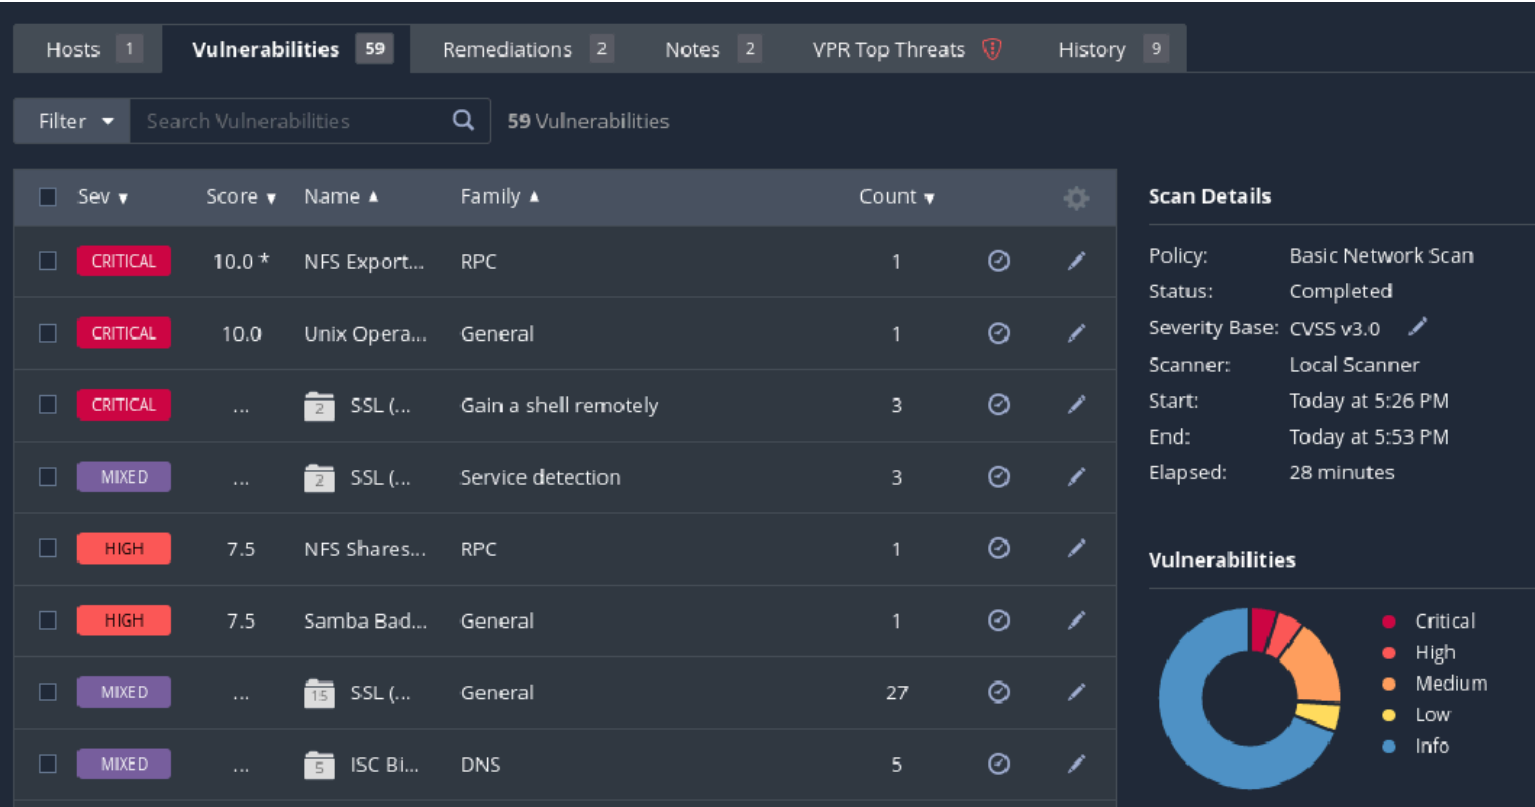 Hosts 1 Vulnerabilities 59 Remediations 2 Notes 2 VPR Top Threats History 9
Filter Search Vulnerabilities 59 Vulnerabilities
Sev Score Name Family Count
CRITICAL 10.0 * NFS Export... RPC 1
CRITICAL 10.0 Unix Opera... General 1
CRITICAL ... 2 SSL (... Gain a shell remotely 3
MIXED ... 2 SSL (... Service detection 3
HIGH 7.5 NFS Shares... RPC 1
HIGH 7.5 Samba Bad... General 1
MIXED ... 15 SSL (... General 27
MIXED ... 5 ISC Bi... DNS 5
Scan Details
Policy: Basic Network Scan
Status: Completed
Severity Base: CVSS v3.0
Scanner: Local Scanner
Start: Today at 5:26 PM
End: Today at 5:53 PM
Elapsed: 28 minutes
Vulnerabilities
Critical
High
Medium
Low
Info